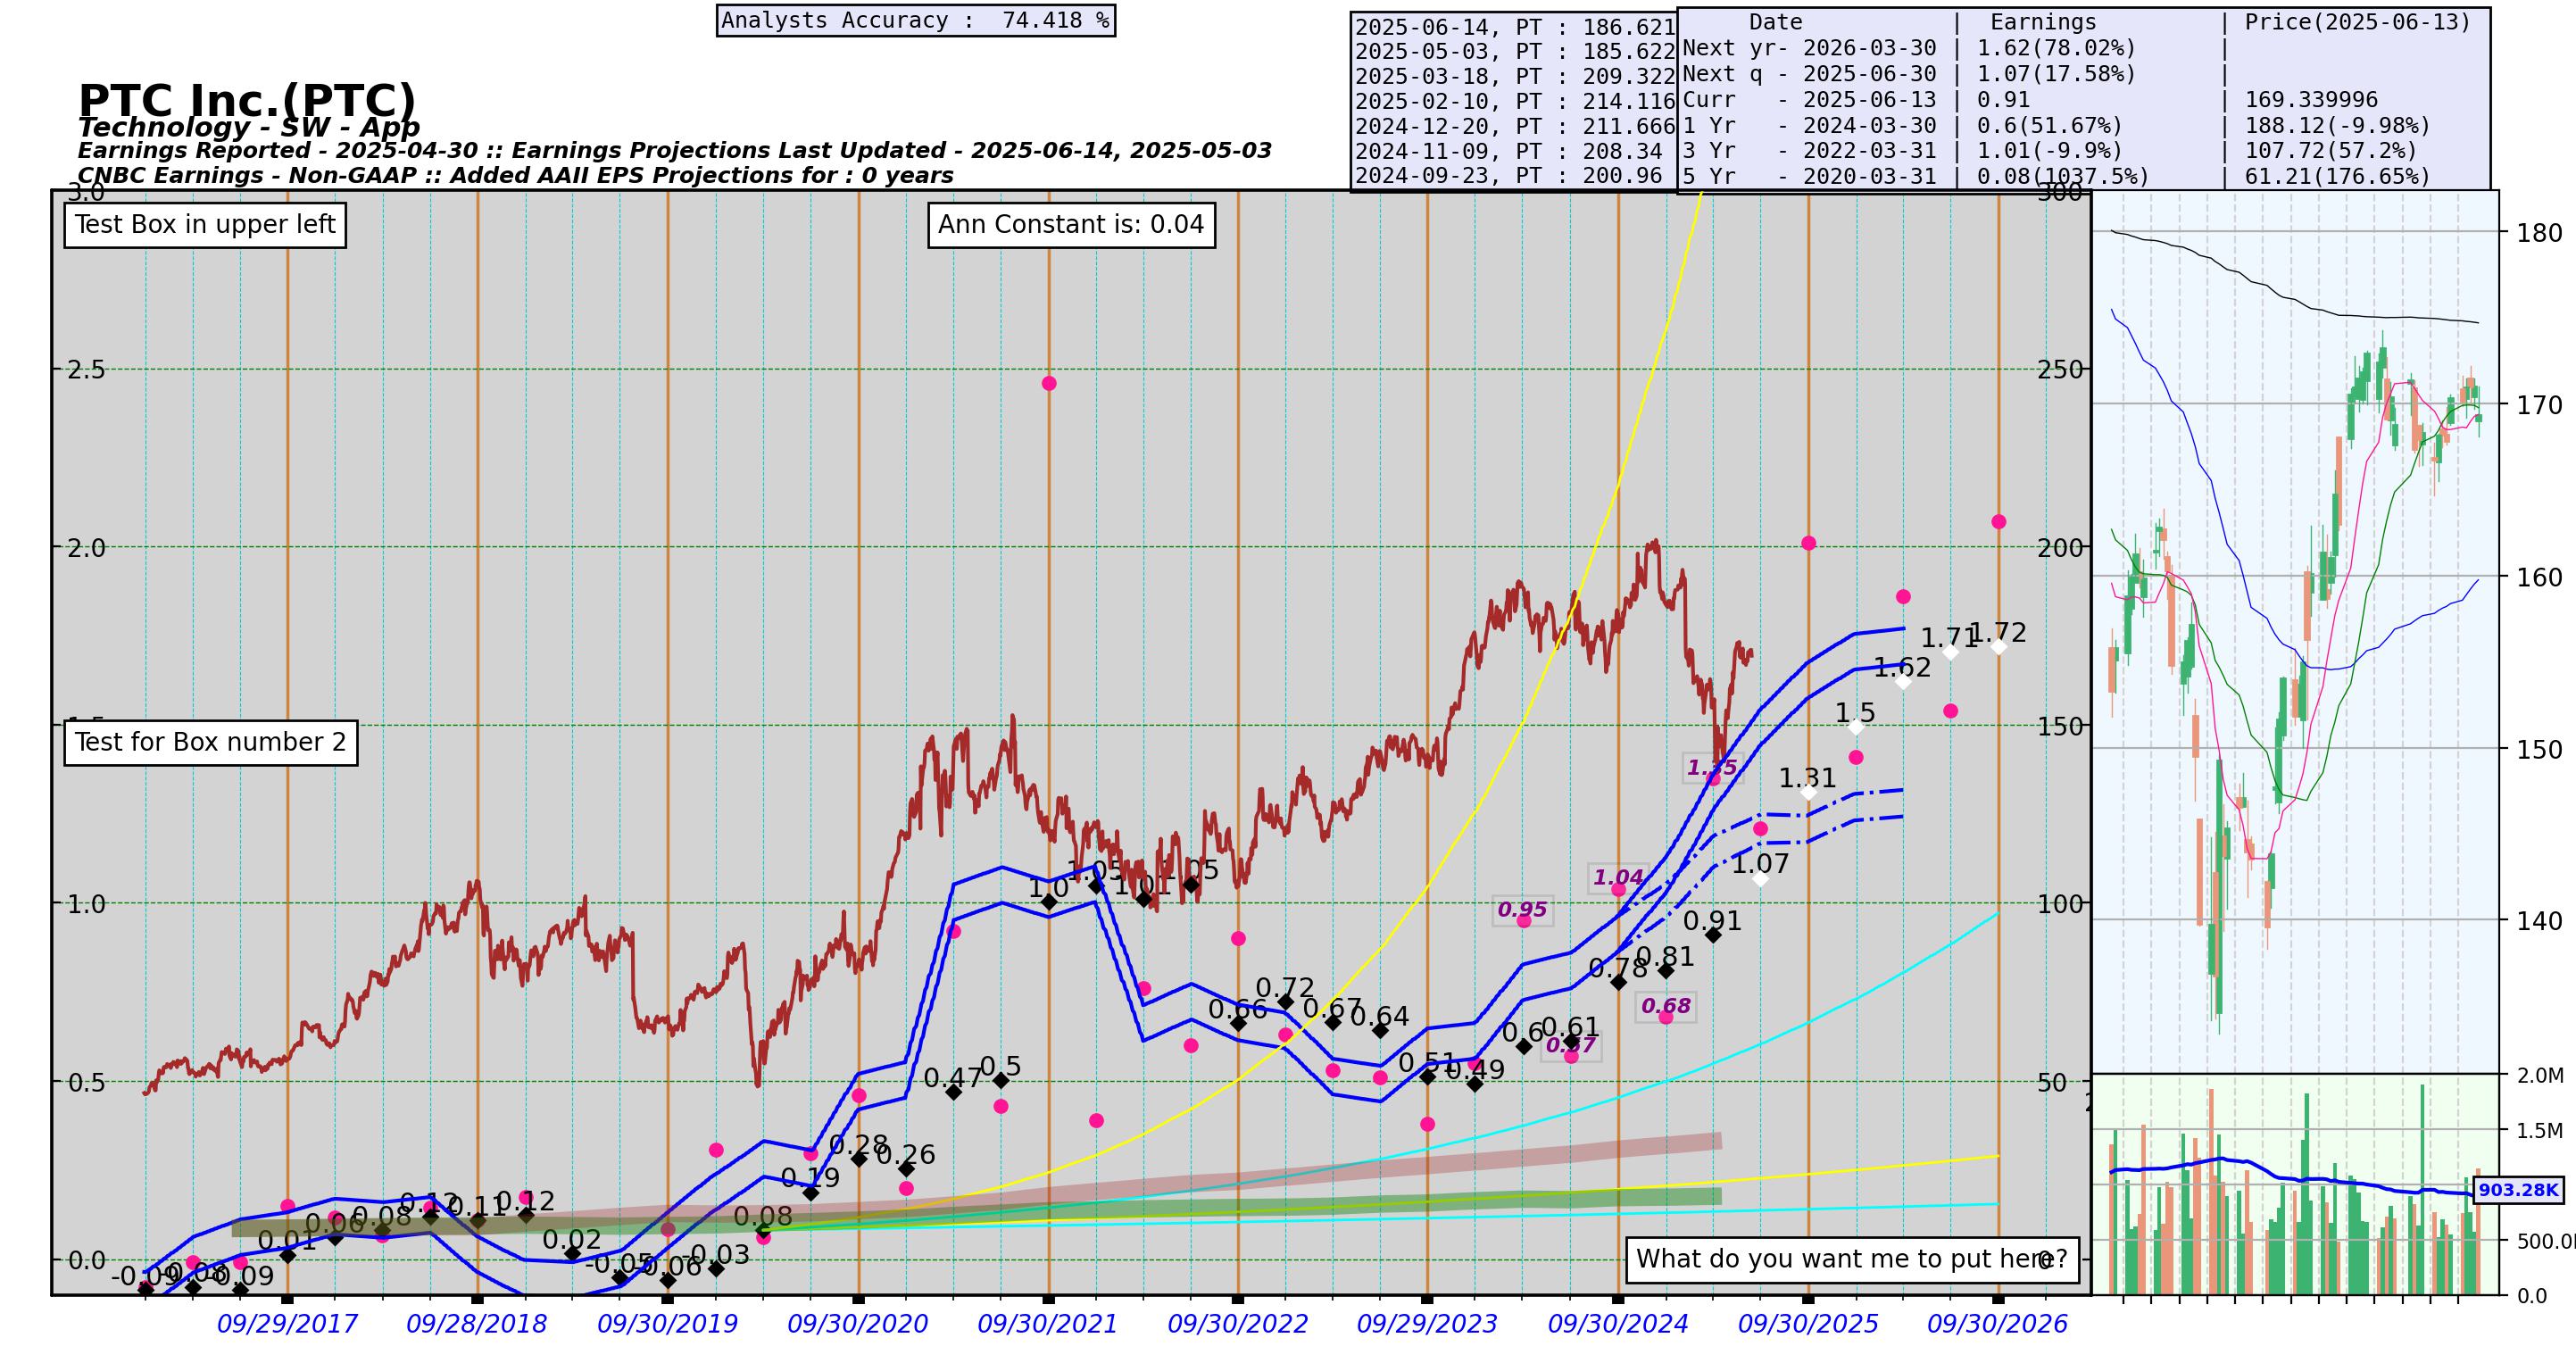 Analysts Accuracy :  74.418 %
2025-06-14, PT : 186.621
2025-05-03, PT : 185.622
2025-03-18, PT : 209.322
2025-02-10, PT : 214.116
2024-12-20, PT : 211.666
2024-11-09, PT : 208.34
2024-09-23, PT : 200.96
Date | Earnings | Price(2025-06-13)
Next yr- 2026-03-30 | 1.62(78.02%) |
Next q - 2025-06-30 | 1.07(17.58%) |
Curr - 2025-06-13 | 0.91 | 169.339996
1 Yr - 2024-03-30 | 0.6(51.67%) | 188.12(-9.98%)
3 Yr - 2022-03-31 | 1.01(-9.9%) | 107.72(57.2%)
5 Yr - 2020-03-31 | 0.08(1037.5%) | 61.21(176.65%)
PTC Inc.(PTC)
Technology - SW - App
Earnings Reported - 2025-04-30 :: Earnings Projections Last Updated - 2025-06-14, 2025-05-03
CNBC Earnings - Non-GAAP :: Added AAII EPS Projections for : 0 years
Test Box in upper left
Ann Constant is: 0.04
Test for Box number 2
What do you want me to put here?
3.0
2.5
2.0
1.0
0.5
0.0
300
250
200
150
100
50
0
180
170
160
150
140
2.0M
1.5M
903.28K
0.0
-0.09
-0.08
-0.09
0.01
0.06
0.08
0.12
0.11
0.12
0.02
-0.05
-0.06
-0.03
0.08
0.19
0.28
0.26
0.47
0.5
1.0
1.05
1.01
1.05
0.66
0.72
0.67
0.64
0.51
0.49
0.6
0.61
0.78
0.81
0.91
1.07
1.31
1.5
1.62
1.71
1.72
0.95
0.57
1.04
0.68
1.35
09/29/2017
09/28/2018
09/30/2019
09/30/2020
09/30/2021
09/30/2022
09/29/2023
09/30/2024
09/30/2025
09/30/2026